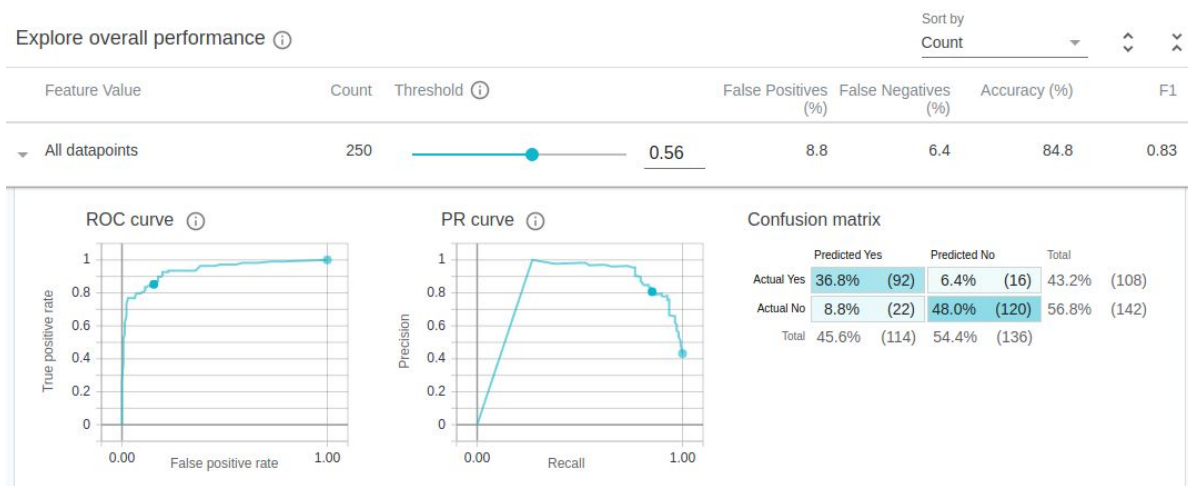 Sort by
Explore overall performance
Count
Feature Value Count Threshold False Positives (%) False Negatives (%) Accuracy (%) F1
All datapoints 250 0.56 8.8 6.4 84.8 0.83
ROC curve
1
0.8
0.6
0.4
0.2
0
True positive rate
0.00 1.00
False positive rate
PR curve
1
0.8
0.6
0.4
0.2
0
Precision
0.00 1.00
Recall
Confusion matrix
Predicted Yes Predicted No Total
Actual Yes 36.8% (92) 6.4% (16) 43.2% (108)
Actual No 8.8% (22) 48.0% (120) 56.8% (142)
Total 45.6% (114) 54.4% (136)